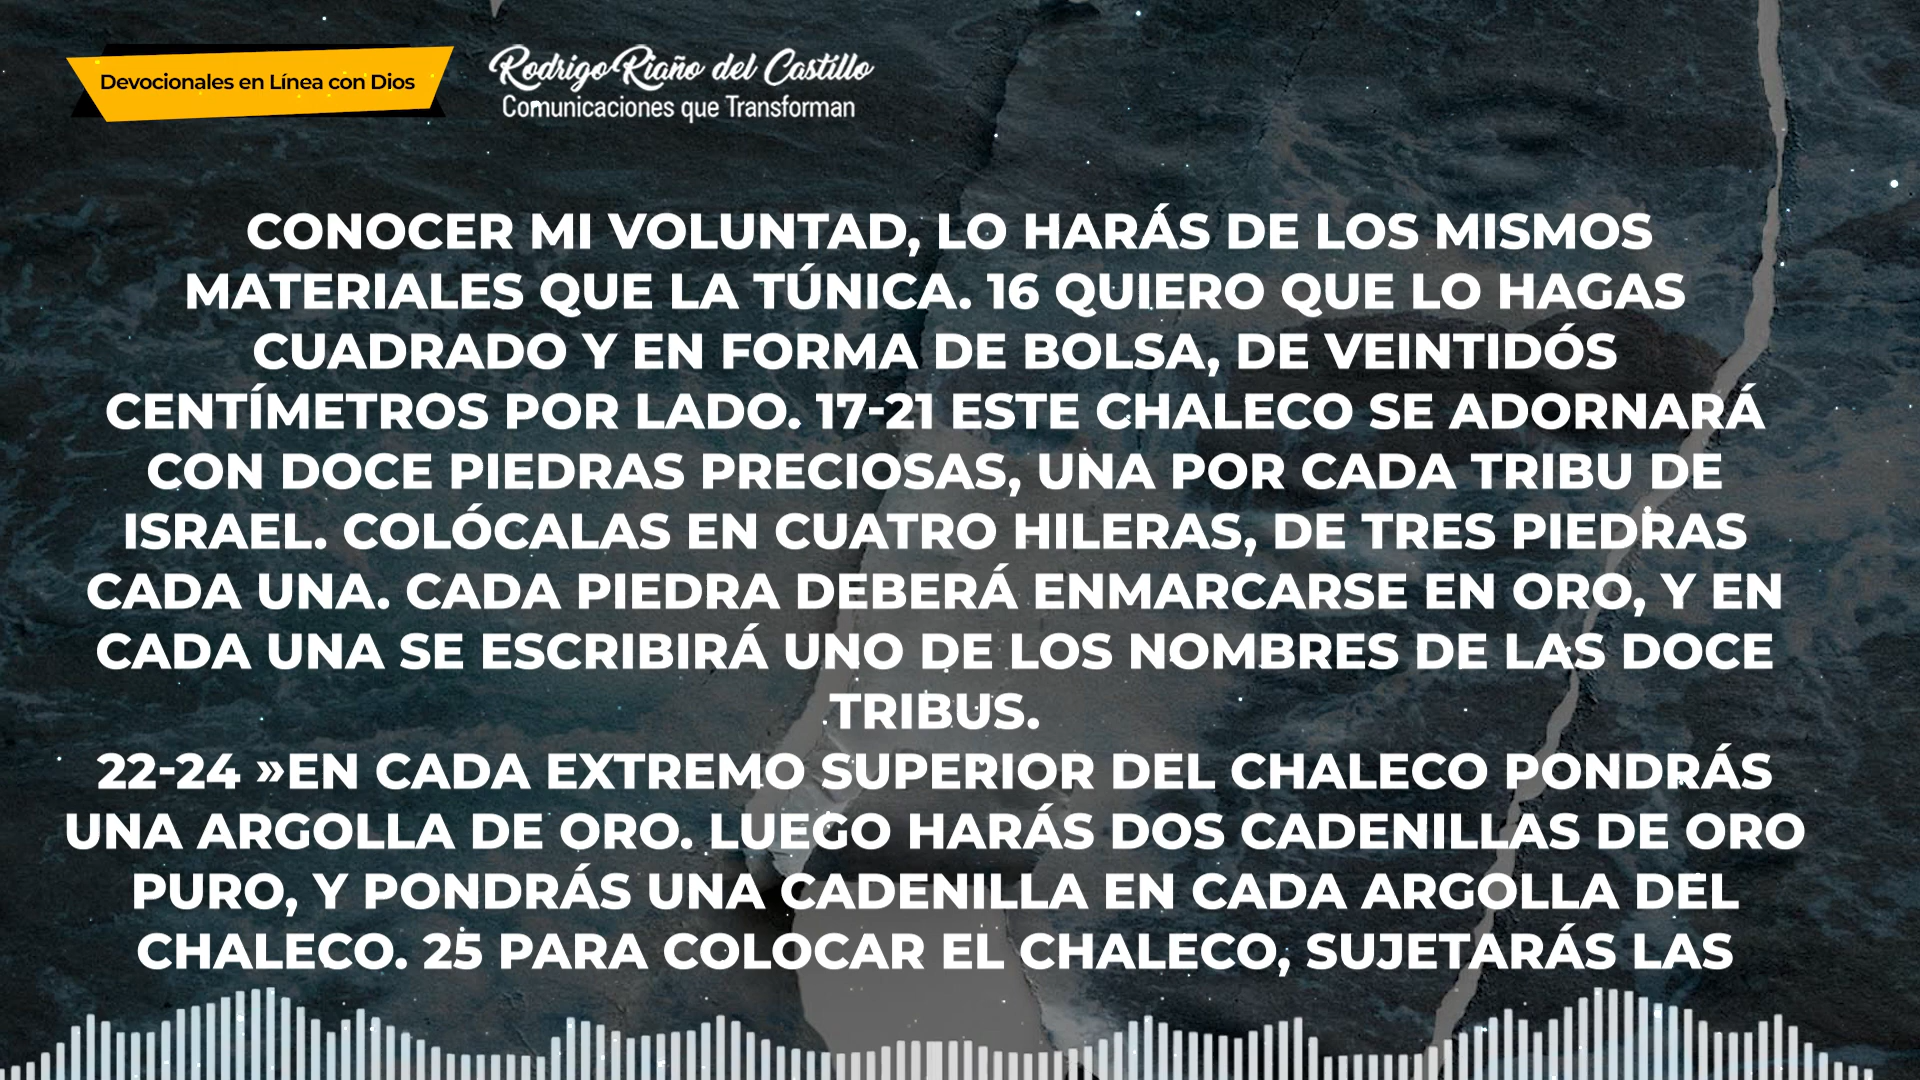 Devocionales en Línea con Dios
Rodrigo Riaño del Castillo
Comunicaciones que Transforman
CONOCER MI VOLUNTAD, LO HARÁS DE LOS MISMOS
MATERIALES QUE LA TÚNICA. 16 QUIERO QUE LO HAGAS
CUADRADO Y EN FORMA DE BOLSA, DE VEINTIDÓS
CENTÍMETROS POR LADO. 17-21 ESTE CHALECO SE ADORNARÁ
CON DOCE PIEDRAS PRECIOSAS, UNA POR CADA TRIBU DE
ISRAEL. COLÓCALAS EN CUATRO HILERAS, DE TRES PIEDRAS
CADA UNA. CADA PIEDRA DEBERÁ ENMARCARSE EN ORO, Y EN
CADA UNA SE ESCRIBIRÁ UNO DE LOS NOMBRES DE LAS DOCE
TRIBUS.
22-24 »EN CADA EXTREMO SUPERIOR DEL CHALECO PONDRÁS
UNA ARGOLLA DE ORO. LUEGO HARÁS DOS CADENILLAS DE ORO
PURO, Y PONDRÁS UNA CADENILLA EN CADA ARGOLLA DEL
CHALECO. 25 PARA COLOCAR EL CHALECO, SUJETARÁS LAS